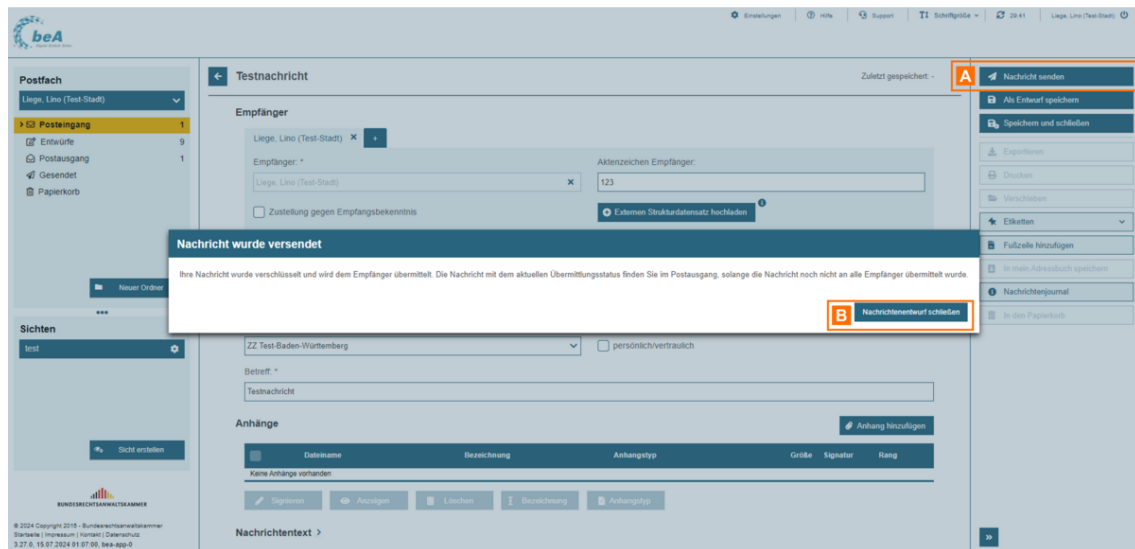 Einstellungen
Hilfe
Support
Schriftgröße
29:41
Liege, Lino (Test-Stadt)
beA
Postfach
Liege, Lino (Test-Stadt)
Posteingang 1
Entwürfe 9
Postausgang 1
Gesendet
Papierkorb
Neuer Ordner
Sichten
test
Sicht erstellen
BUNDESRECHTSANWALTSKAMMER
© 2024 Copyright 2015 - Bundesrechtsanwaltskammer
Startseite | Impressum | Kontakt | Datenschutz
3.27.0, 15.07.2024 01:07:00, bea-app-0
Testnachricht
Zuletzt gespeichert: -
Empfänger
Liege, Lino (Test-Stadt)
+
Empfänger: *
Aktenzeichen Empfänger:
Liege, Lino (Test-Stadt)
123
Zustellung gegen Empfangsbekenntnis
Externen Strukturdatensatz hochladen
Nachricht wurde versendet
Ihre Nachricht wurde verschlüsselt und wird dem Empfänger übermittelt. Die Nachricht mit dem aktuellen Übermittlungsstatus finden Sie im Postausgang, solange die Nachricht noch nicht an alle Empfänger übermittelt wurde.
B
Nachrichtenentwurf schließen
ZZ Test-Baden-Württemberg
persönlich/vertraulich
Betreff: *
Testnachricht
Anhänge
Anhang hinzufügen
Dateiname Bezeichnung Anhangstyp Größe Signatur Rang
Keine Anhänge vorhanden
Signieren
Anzeigen
Löschen
Bezeichnung
Anhangstyp
Nachrichtentext >
A
Nachricht senden
Als Entwurf speichern
Speichern und schließen
Exportieren
Drucken
Verschieben
Etiketten
Fußzeile hinzufügen
In mein Adressbuch speichern
Nachrichtenjournal
In den Papierkorb
»